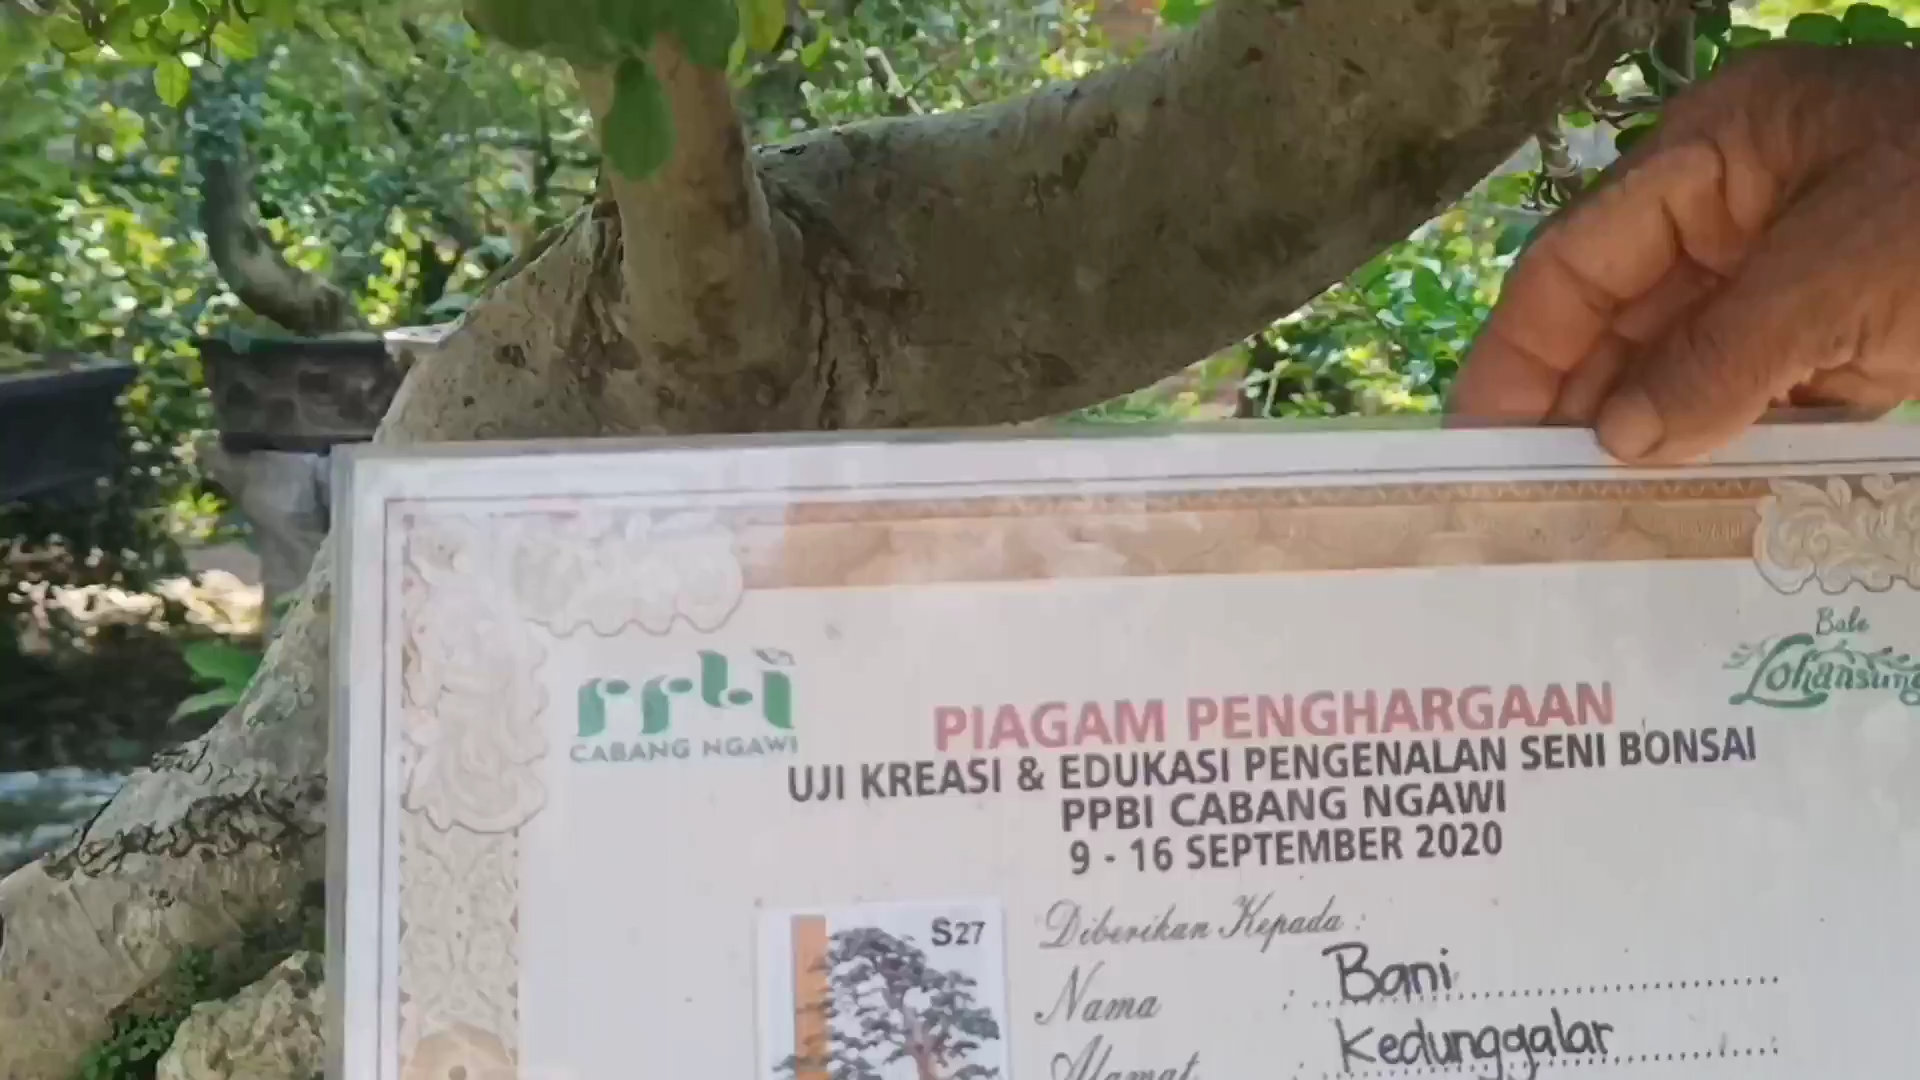 ppbi
CABANG NGAWI
Bale
Lohansung
PIAGAM PENGHARGAAN
UJI KREASI & EDUKASI PENGENALAN SENI BONSAI
PPBI CABANG NGAWI
9 - 16 SEPTEMBER 2020
S27
Diberikan Kepada :
Nama : Bani
Alamat : Kedunggalar